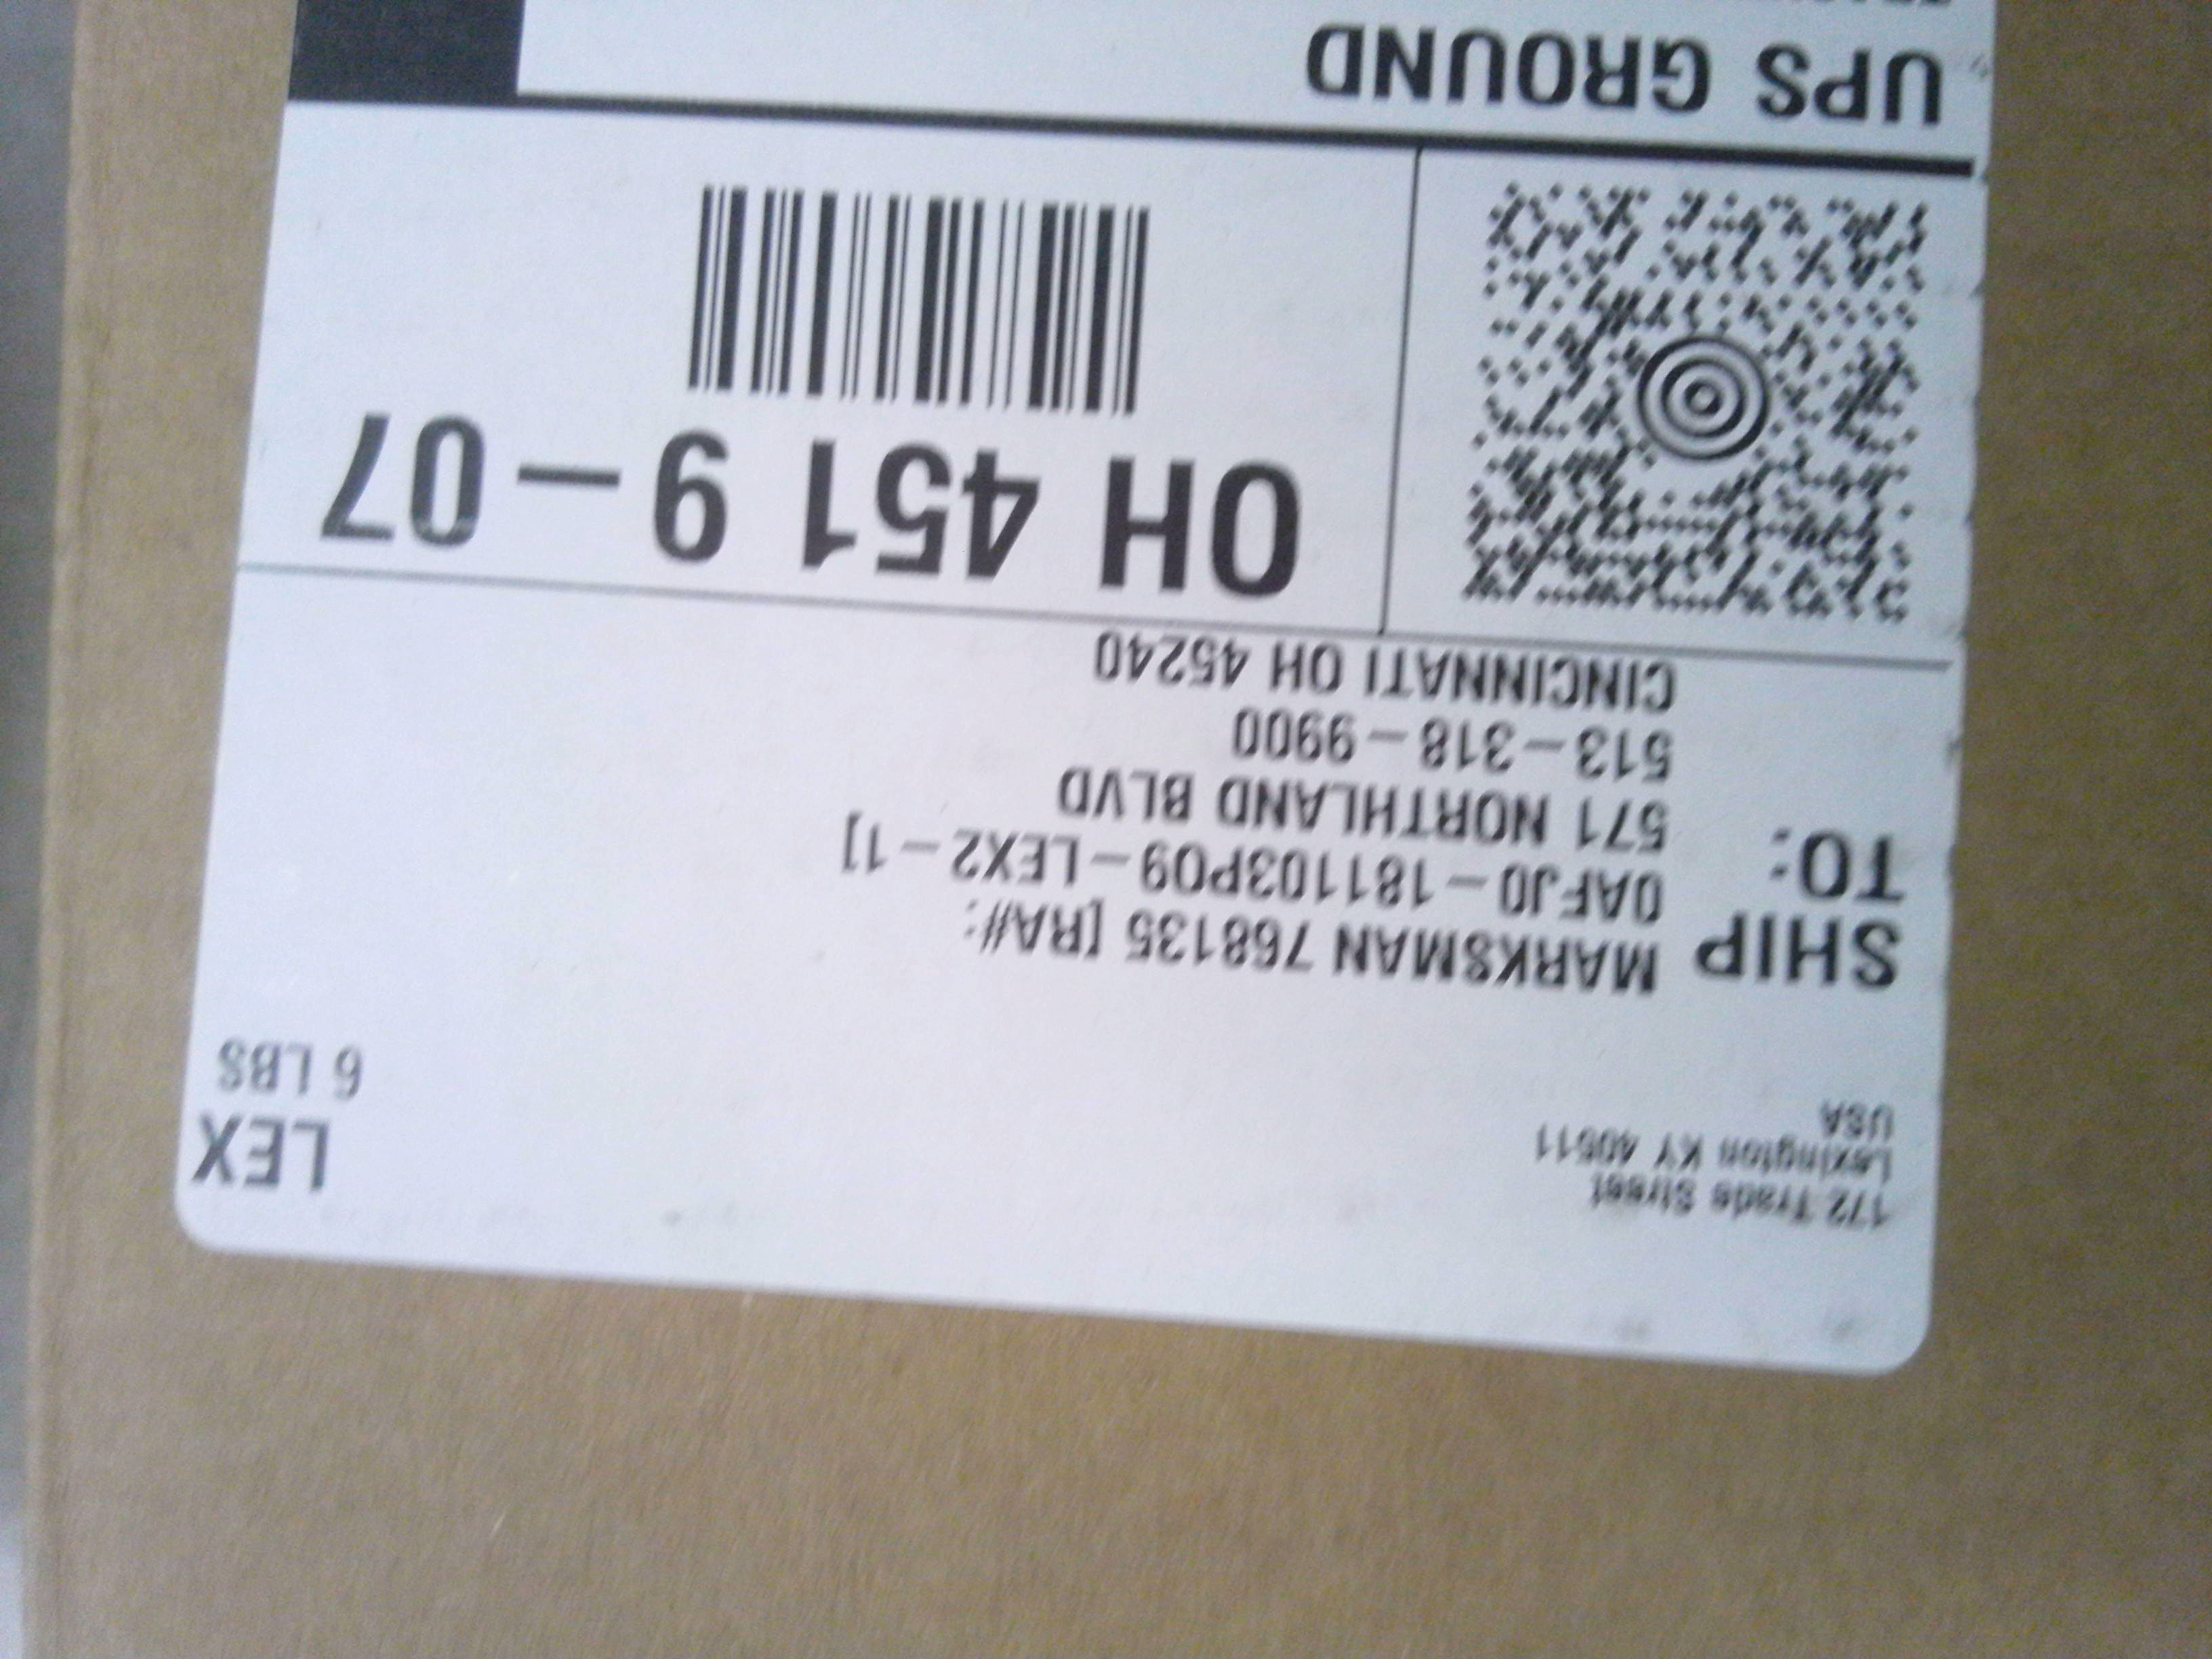 LEX
6 LBS
172 Trade Street
Lexington KY 40511
USA
SHIP
TO:
MARKSMAN 768135 [RA#:
OAFJO-181103P09-LEX2-1]
571 NORTHLAND BLVD
513-318-9900
CINCINNATI OH 45240
OH 451 9-07
UPS GROUND